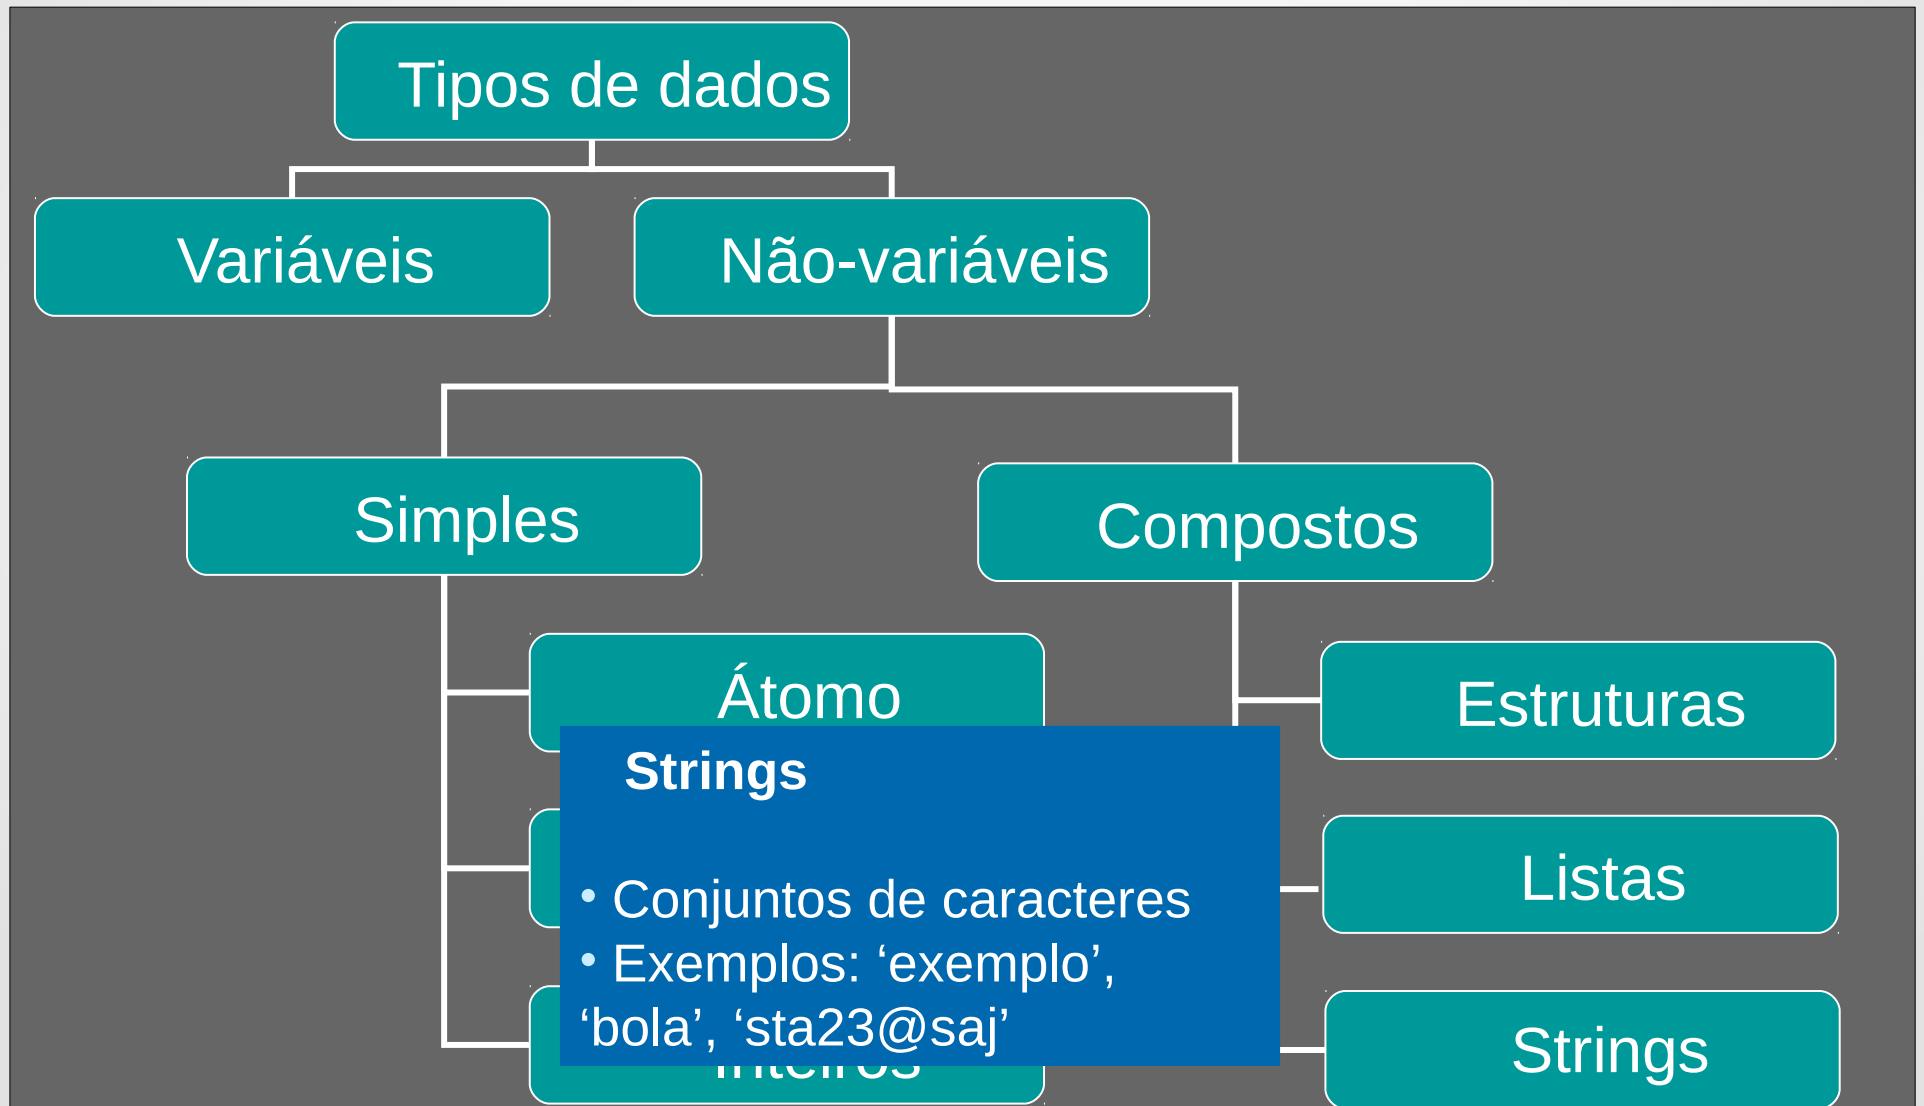 Tipos de dados
Variáveis
Não-variáveis
Simples
Compostos
Átomo
Estruturas
Strings
• Conjuntos de caracteres
• Exemplos: ‘exemplo’,
‘bola’, ‘sta23@saj’
Listas
Inteiros
Strings